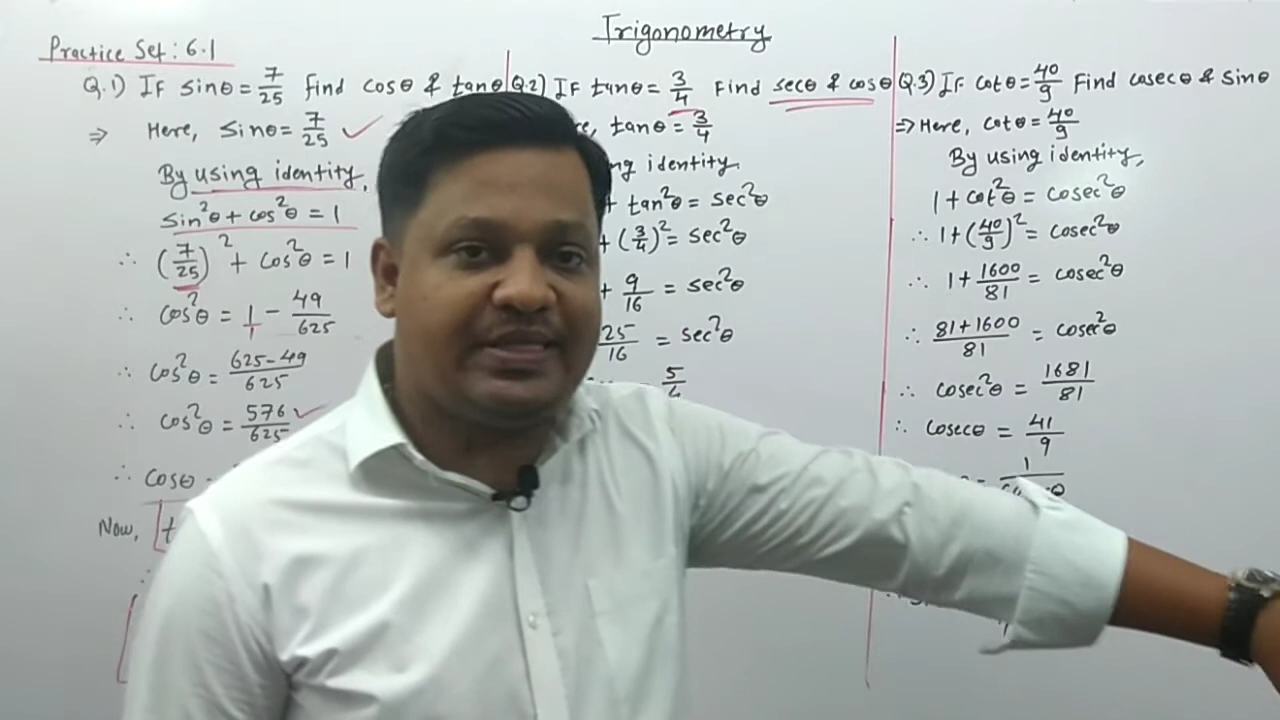 Trigonometry
Practice Set: 6.1
Q.1) If sinθ = 7/25 find cosθ & tanθ
⇒ Here, sinθ = 7/25 ✓
By using identity,
sin²θ + cos²θ = 1
∴ (7/25)² + cos²θ = 1
∴ cos²θ = 1 - 49/625
∴ cos²θ = 625-49/625
∴ cos²θ = 576/625 ✓
∴ cosθ
Now,
Q.2) If tanθ = 3/4 Find secθ & cosθ
tanθ = 3/4
identity,
+ tan²θ = sec²θ
+ (3/4)² = sec²θ
+ 9/16 = sec²θ
25/16 = sec²θ
Q.3) If cotθ = 40/9 Find cosecθ & sinθ
⇒ Here, cotθ = 40/9
By using identity,
1 + cot²θ = cosec²θ
∴ 1 + (40/9)² = cosec²θ
∴ 1 + 1600/81 = cosec²θ
∴ 81+1600/81 = cosec²θ
∴ cosec²θ = 1681/81
∴ cosecθ = 41/9